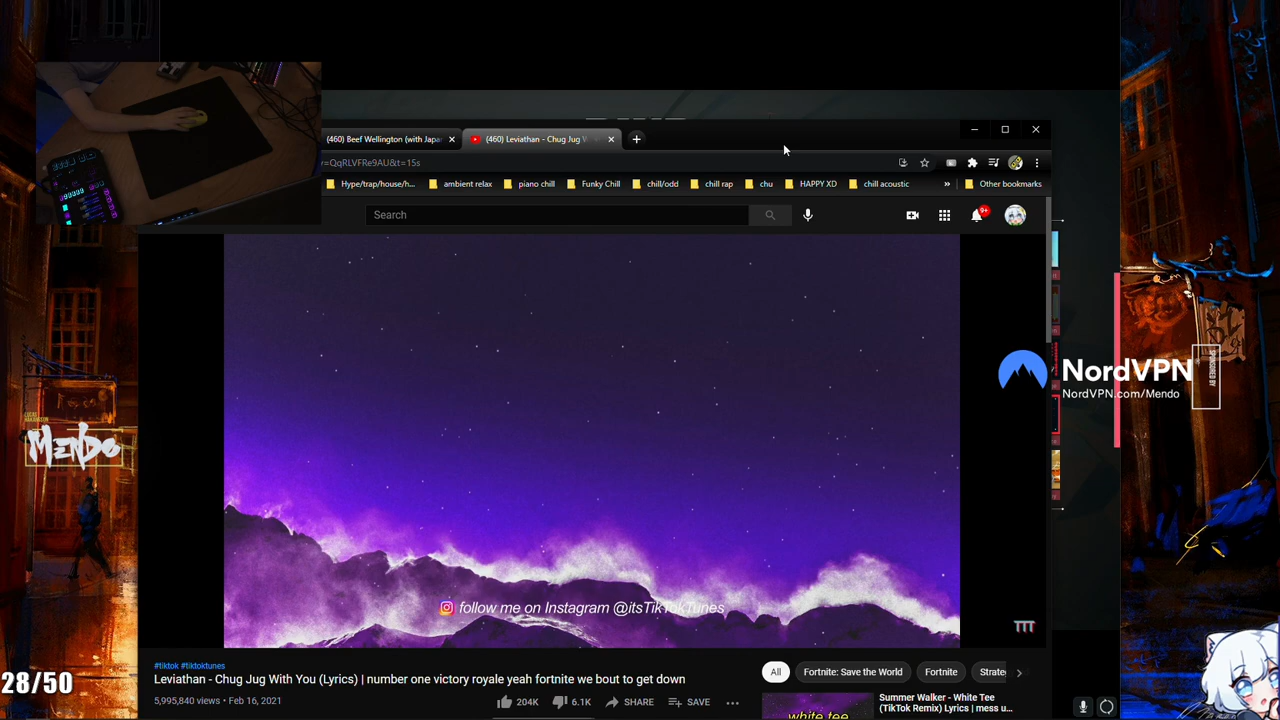 (460) Beef Wellington (with Japa
(460) Leviathan - Chug Jug V
r=QqRLVFRe9AU&t=15s
Hype/trap/house/h...
ambient relax
piano chill
Funky Chill
chill/odd
chill rap
chu
HAPPY XD
chill acoustic
»
Other bookmarks
Search
9+
NordVPN
NordVPN.com/Mendo
SPONSORED BY
MENDO
follow me on Instagram @itsTikTokTunes
TTT
#tiktok #tiktoktunes
Leviathan - Chug Jug With You (Lyrics) | number one victory royale yeah fortnite we bout to get down
5,995,840 views • Feb 16, 2021
204K
6.1K
SHARE
SAVE
All
Fortnite: Save the World
Fortnite
Strate
white tee
Summer Walker - White Tee
(TikTok Remix) Lyrics | mess u...
28/50